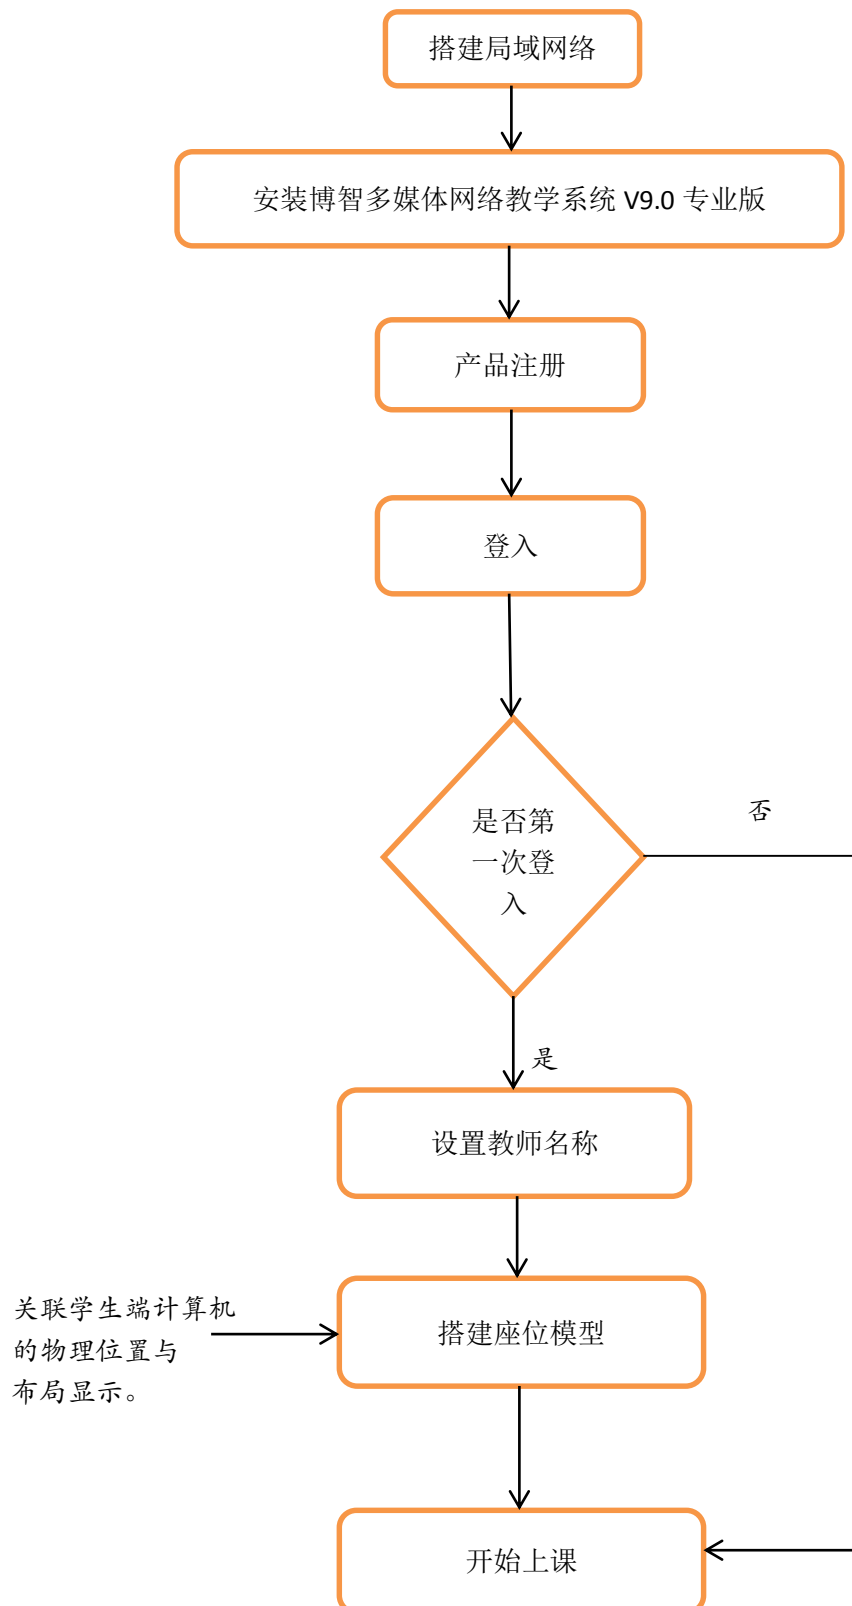 搭建局域网络
安装博智多媒体网络教学系统 V9.0 专业版
产品注册
登入
是否第
一次登
入
否
是
设置教师名称
关联学生端计算机
的物理位置与
布局显示。
搭建座位模型
开始上课